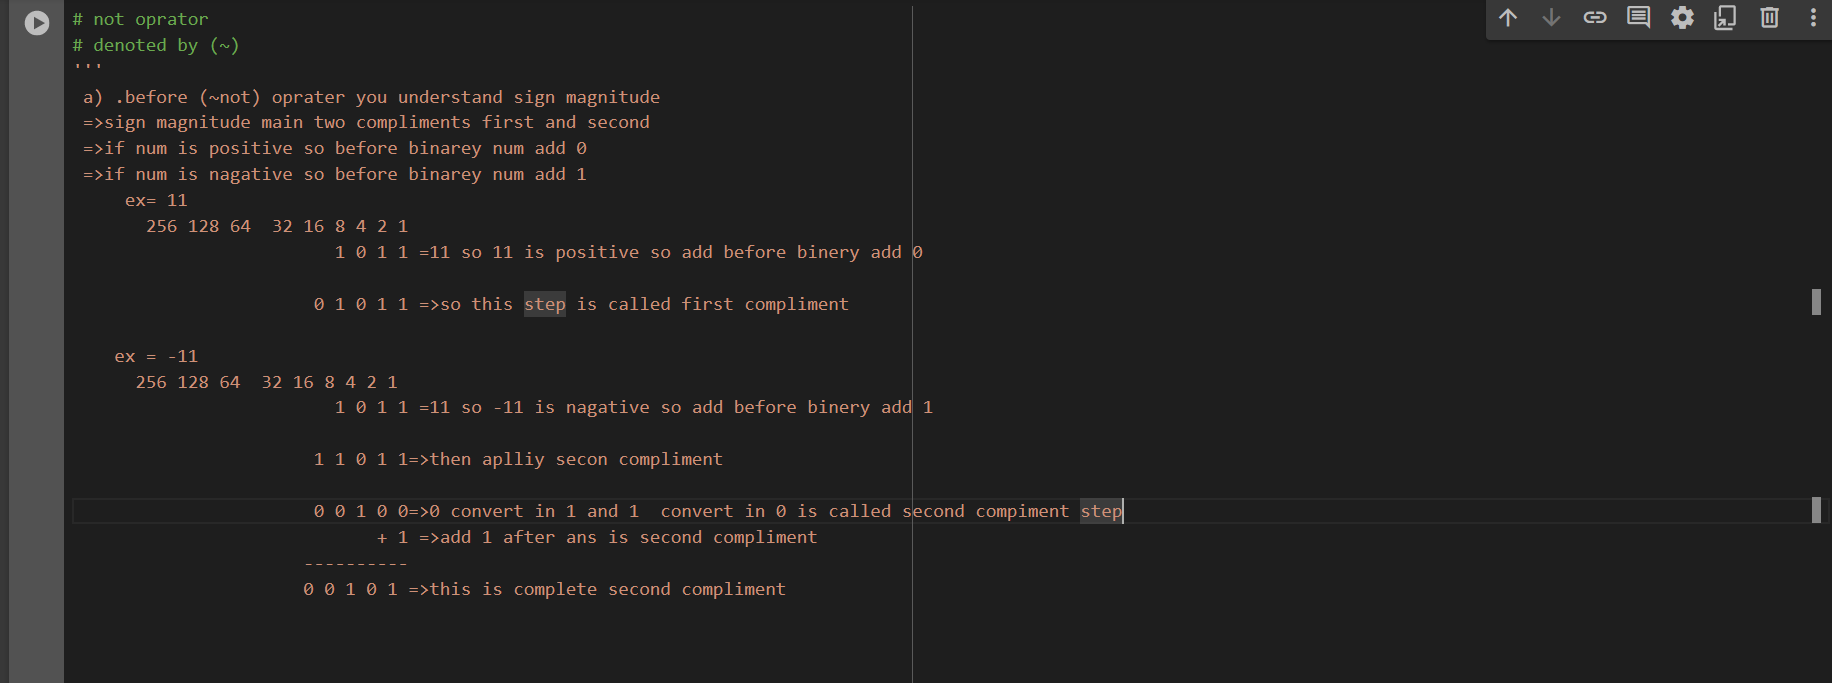 # not oprator
# denoted by (~)
'''
a) .before (~not) oprater you understand sign magnitude
=>sign magnitude main two compliments first and second
=>if num is positive so before binarey num add 0
=>if num is nagative so before binarey num add 1
ex= 11
256 128 64  32 16 8 4 2 1
1 0 1 1 =11 so 11 is positive so add before binery add 0
0 1 0 1 1 =>so this step is called first compliment
ex = -11
256 128 64  32 16 8 4 2 1
1 0 1 1 =11 so -11 is nagative so add before binery add 1
1 1 0 1 1=>then aplliy secon compliment
0 0 1 0 0=>0 convert in 1 and 1  convert in 0 is called second compiment step
+ 1 =>add 1 after ans is second compliment
----------
0 0 1 0 1 =>this is complete second compliment